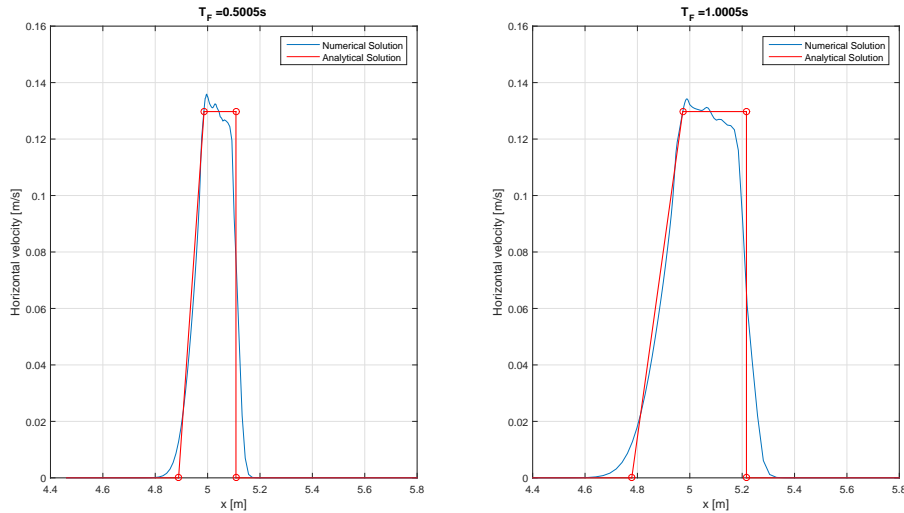 T_F =0.5005s
Numerical Solution
Analytical Solution
Horizontal velocity [m/s]
0.16
0.14
0.12
0.1
0.08
0.06
0.04
0.02
0
4.4 4.6 4.8 5 5.2 5.4 5.6 5.8
x [m]
T_F =1.0005s
Numerical Solution
Analytical Solution
Horizontal velocity [m/s]
0.16
0.14
0.12
0.1
0.08
0.06
0.04
0.02
0
4.4 4.6 4.8 5 5.2 5.4 5.6 5.8
x [m]